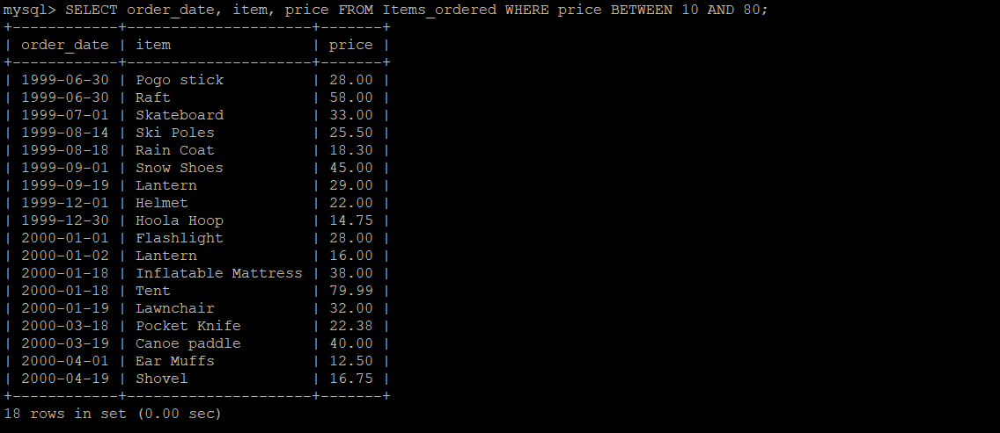 mysql> SELECT order_date, item, price FROM Items_ordered WHERE price BETWEEN 10 AND 80;
+------------+---------------------+-------+
| order_date | item                | price |
+------------+---------------------+-------+
| 1999-06-30 | Pogo stick          | 28.00 |
| 1999-06-30 | Raft                | 58.00 |
| 1999-07-01 | Skateboard          | 33.00 |
| 1999-08-14 | Ski Poles           | 25.50 |
| 1999-08-18 | Rain Coat           | 18.30 |
| 1999-09-01 | Snow Shoes          | 45.00 |
| 1999-09-19 | Lantern             | 29.00 |
| 1999-12-01 | Helmet              | 22.00 |
| 1999-12-30 | Hoola Hoop          | 14.75 |
| 2000-01-01 | Flashlight          | 28.00 |
| 2000-01-02 | Lantern             | 16.00 |
| 2000-01-18 | Inflatable Mattress | 38.00 |
| 2000-01-18 | Tent                | 79.99 |
| 2000-01-19 | Lawnchair           | 32.00 |
| 2000-03-18 | Pocket Knife        | 22.38 |
| 2000-03-19 | Canoe paddle        | 40.00 |
| 2000-04-01 | Ear Muffs           | 12.50 |
| 2000-04-19 | Shovel              | 16.75 |
+------------+---------------------+-------+
18 rows in set (0.00 sec)